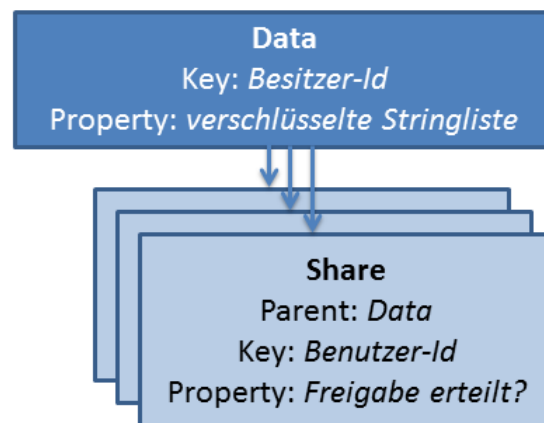 Data
Key: Besitzer-Id
Property: verschlüsselte Stringliste
Share
Parent: Data
Key: Benutzer-Id
Property: Freigabe erteilt?